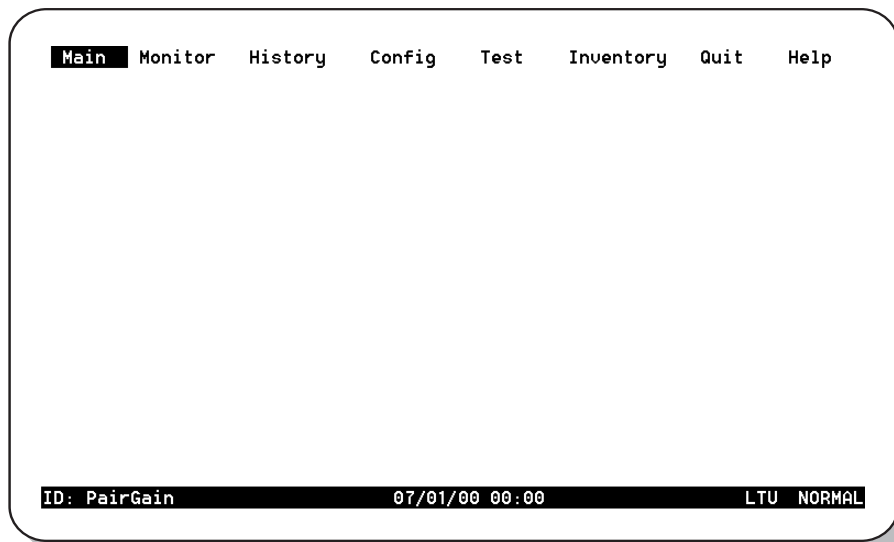 Main Monitor History Config Test Inventory Quit Help
ID: PairGain 07/01/00 00:00 LTU NORMAL